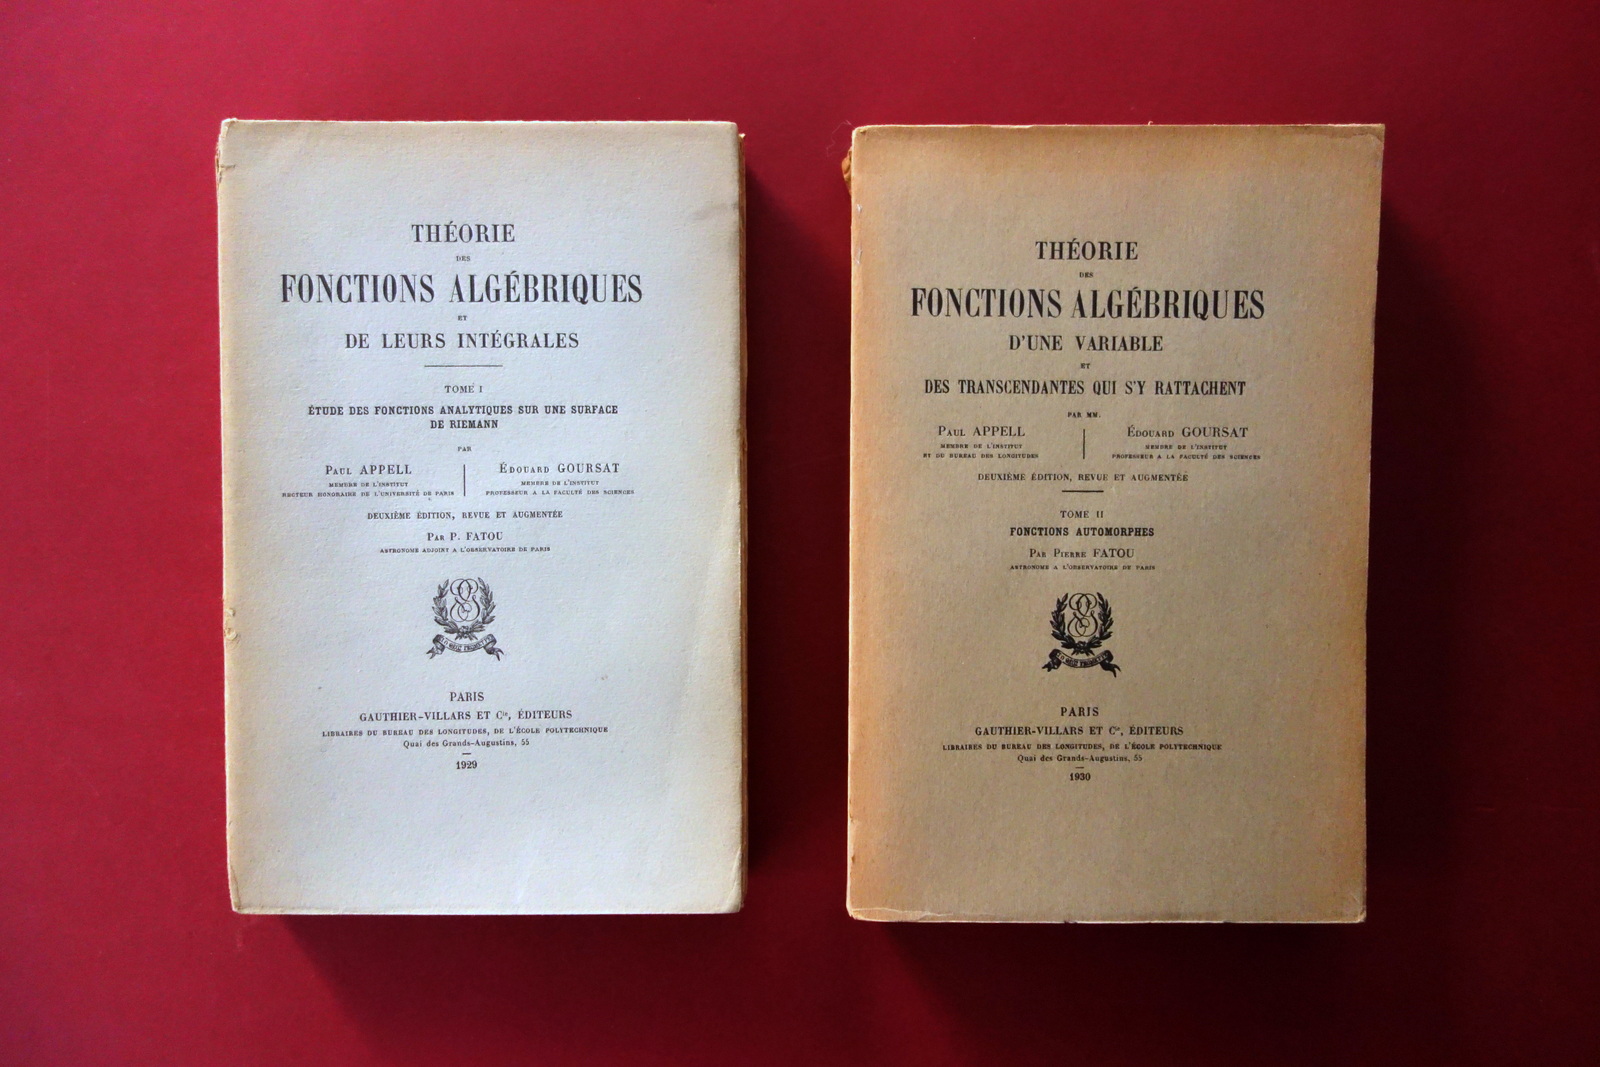 THÉORIE
DES
FONCTIONS ALGÉBRIQUES
ET
DE LEURS INTÉGRALES
TOME I
ÉTUDE DES FONCTIONS ANALYTIQUES SUR UNE SURFACE
DE RIEMANN
PAR
PAUL APPELL
MEMBRE DE L'INSTITUT
RECTEUR HONORAIRE DE L'UNIVERSITÉ DE PARIS
ÉDOUARD GOURSAT
MEMBRE DE L'INSTITUT
PROFESSEUR A LA FACULTÉ DES SCIENCES
DEUXIÈME ÉDITION, REVUE ET AUGMENTÉE
PAR P. FATOU
ASTRONOME ADJOINT A L'OBSERVATOIRE DE PARIS
PARIS
GAUTHIER-VILLARS ET Cie, ÉDITEURS
LIBRAIRES DU BUREAU DES LONGITUDES, DE L'ÉCOLE POLYTECHNIQUE
Quai des Grands-Augustins, 55
1929
THÉORIE
DES
FONCTIONS ALGÉBRIQUES
D'UNE VARIABLE
ET
DES TRANSCENDANTES QUI S'Y RATTACHENT
PAR MM.
PAUL APPELL
MEMBRE DE L'INSTITUT
ET DU BUREAU DES LONGITUDES
ÉDOUARD GOURSAT
MEMBRE DE L'INSTITUT
PROFESSEUR A LA FACULTÉ DES SCIENCES
DEUXIÈME ÉDITION, REVUE ET AUGMENTÉE
TOME II
FONCTIONS AUTOMORPHES
PAR PIERRE FATOU
ASTRONOME A L'OBSERVATOIRE DE PARIS
PARIS
GAUTHIER-VILLARS ET Cie, ÉDITEURS
LIBRAIRES DU BUREAU DES LONGITUDES, DE L'ÉCOLE POLYTECHNIQUE
Quai des Grands-Augustins, 55
1930